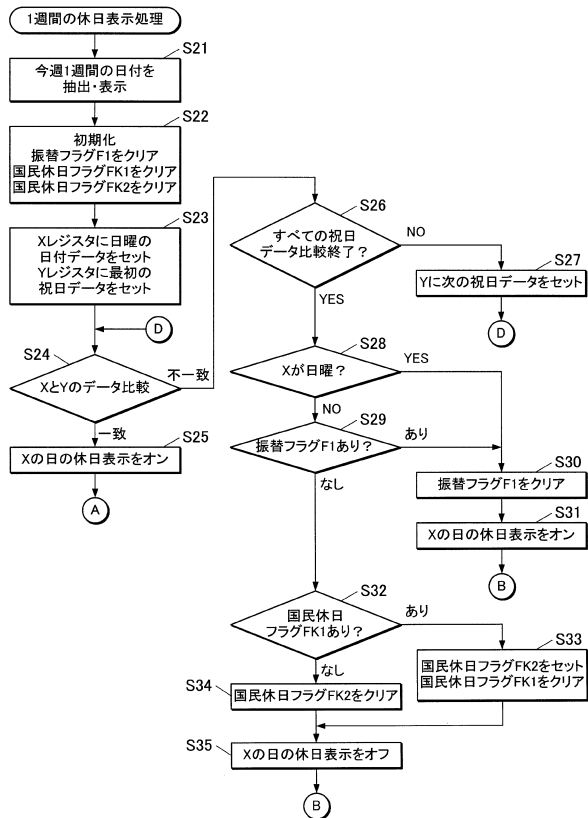 1週間の休日表示処理
S21
今週1週間の日付を
抽出・表示
S22
初期化
振替フラグF1をクリア
国民休日フラグFK1をクリア
国民休日フラグFK2をクリア
S23
Xレジスタに日曜の
日付データをセット
Yレジスタに最初の
祝日データをセット
D
S24
XとYのデータ比較
不一致
一致
S25
Xの日の休日表示をオン
A
S26
すべての祝日
データ比較終了?
NO
YES
S27
Yに次の祝日データをセット
D
S28
Xが日曜?
YES
NO
S29
振替フラグF1あり?
あり
なし
S30
振替フラグF1をクリア
S31
Xの日の休日表示をオン
B
S32
国民休日
フラグFK1あり?
あり
なし
S33
国民休日フラグFK2をセット
国民休日フラグFK1をクリア
S34
国民休日フラグFK2をクリア
S35
Xの日の休日表示をオフ
B